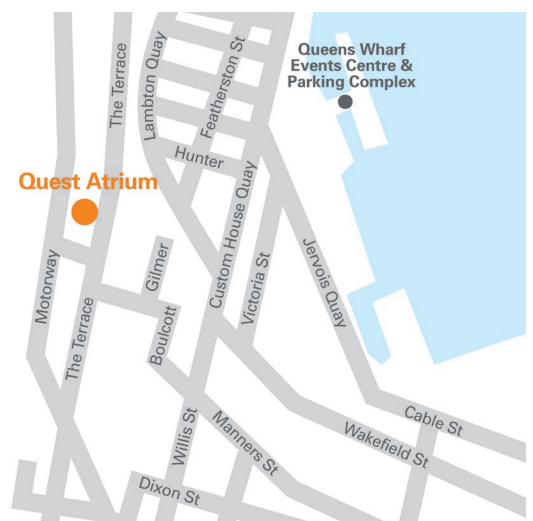 Queens Wharf
Events Centre &
Parking Complex
The Terrace
Lambton Quay
Featherston St
Hunter
Quest Atrium
Custom House Quay
Jervois Quay
Victoria St
Gilmer
Motorway
The Terrace
Boulcott
Cable St
Wakefield St
Willis St
Manners St
Dixon St